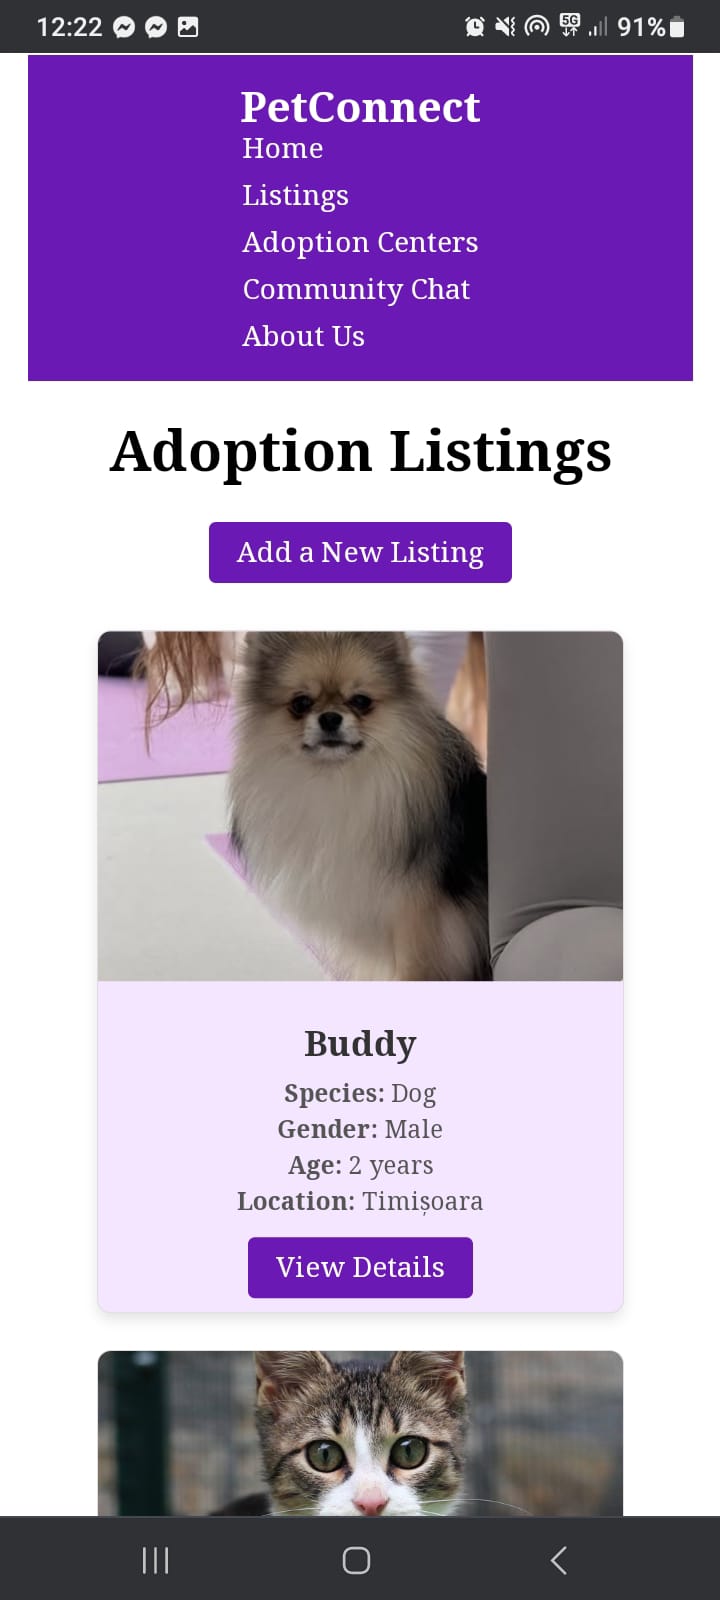 12:22 5G 91%
PetConnect
Home
Listings
Adoption Centers
Community Chat
About Us
Adoption Listings
Add a New Listing
Buddy
Species: Dog
Gender: Male
Age: 2 years
Location: Timișoara
View Details